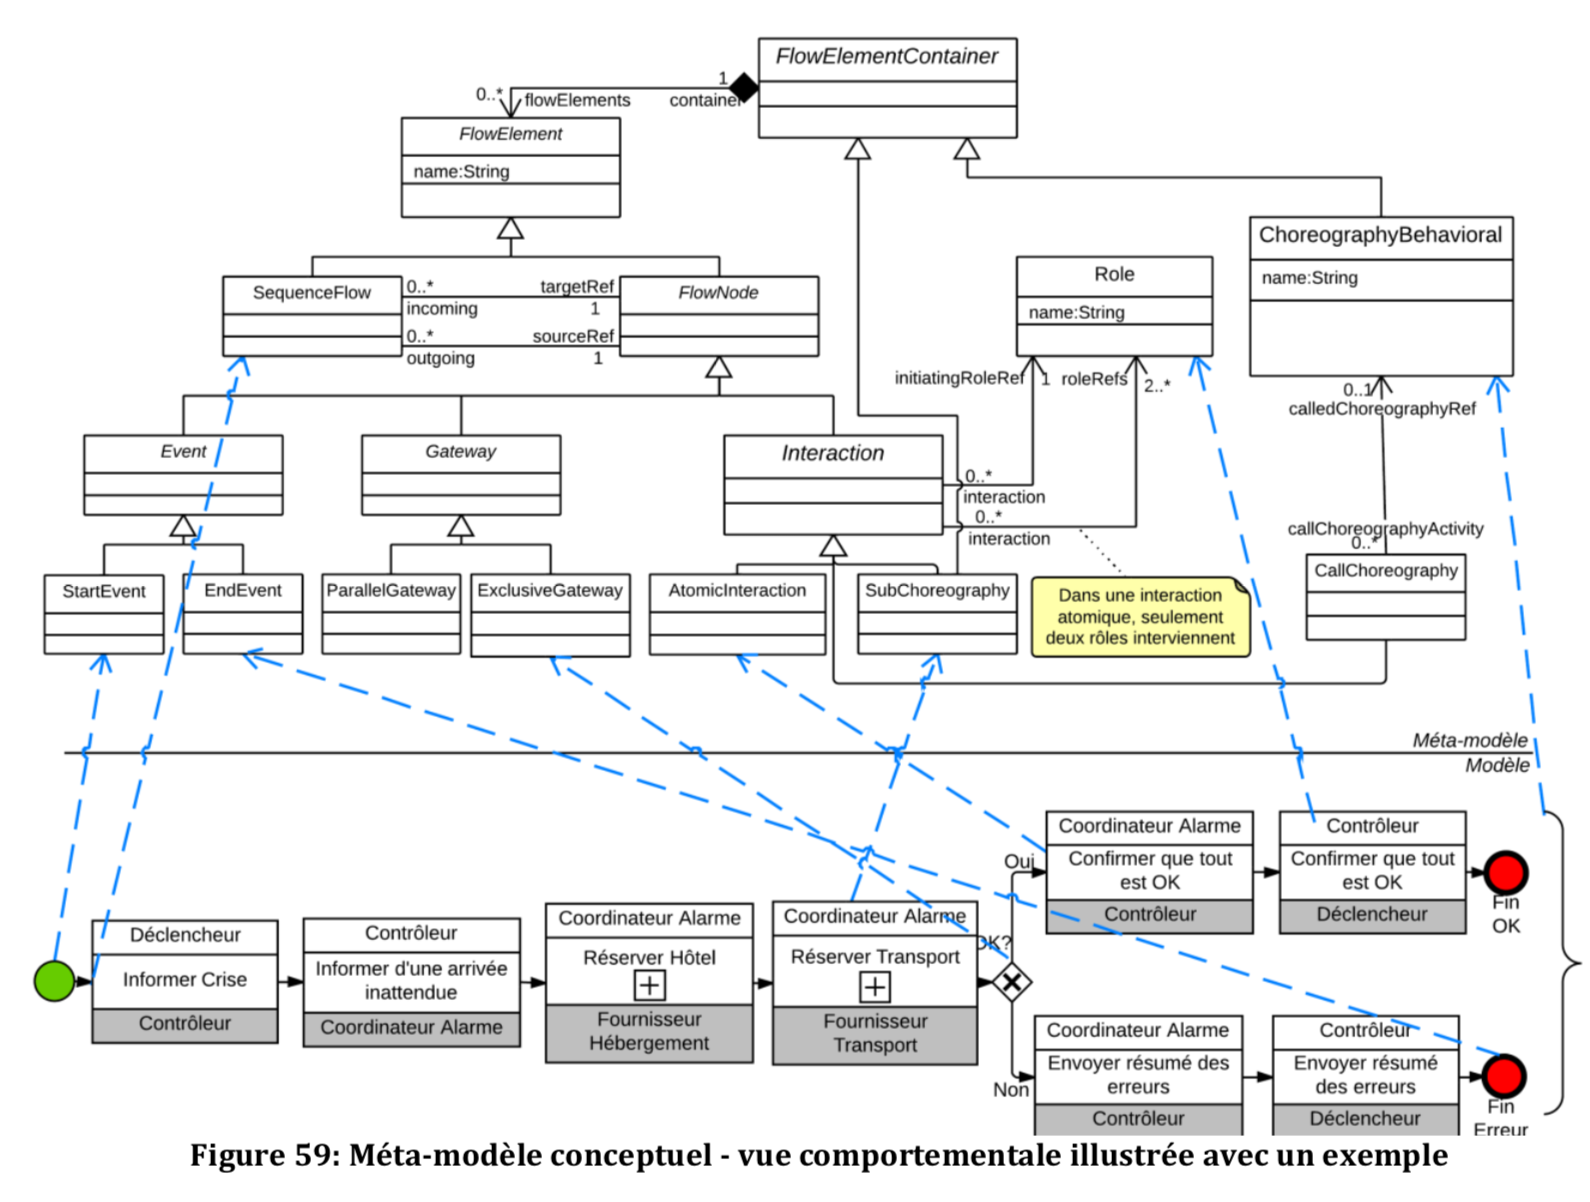 FlowElementContainer
1
container
0..*
flowElements
FlowElement
name:String
ChoreographyBehavioral
name:String
Role
name:String
SequenceFlow
0..*
incoming
targetRef
1
0..*
outgoing
sourceRef
1
FlowNode
initiatingRoleRef
1
roleRefs
2..*
0..1
calledChoreographyRef
Event
Gateway
Interaction
0..*
interaction
0..*
interaction
callChoreographyActivity
0..*
CallChoreography
StartEvent
EndEvent
ParallelGateway
ExclusiveGateway
AtomicInteraction
SubChoreography
Dans une interaction
atomique, seulement
deux rôles interviennent
Méta-modèle
Modèle
Déclencheur
Informer Crise
Contrôleur
Contrôleur
Informer d'une arrivée
inattendue
Coordinateur Alarme
Coordinateur Alarme
Réserver Hôtel
Fournisseur
Hébergement
Coordinateur Alarme
Réserver Transport
Fournisseur
Transport
OK?
Oui
Coordinateur Alarme
Confirmer que tout
est OK
Contrôleur
Contrôleur
Confirmer que tout
est OK
Déclencheur
Fin
OK
Non
Coordinateur Alarme
Envoyer résumé des
erreurs
Contrôleur
Contrôleur
Envoyer résumé
des erreurs
Déclencheur
Fin
Erreur
Figure 59: Méta-modèle conceptuel - vue comportementale illustrée avec un exemple